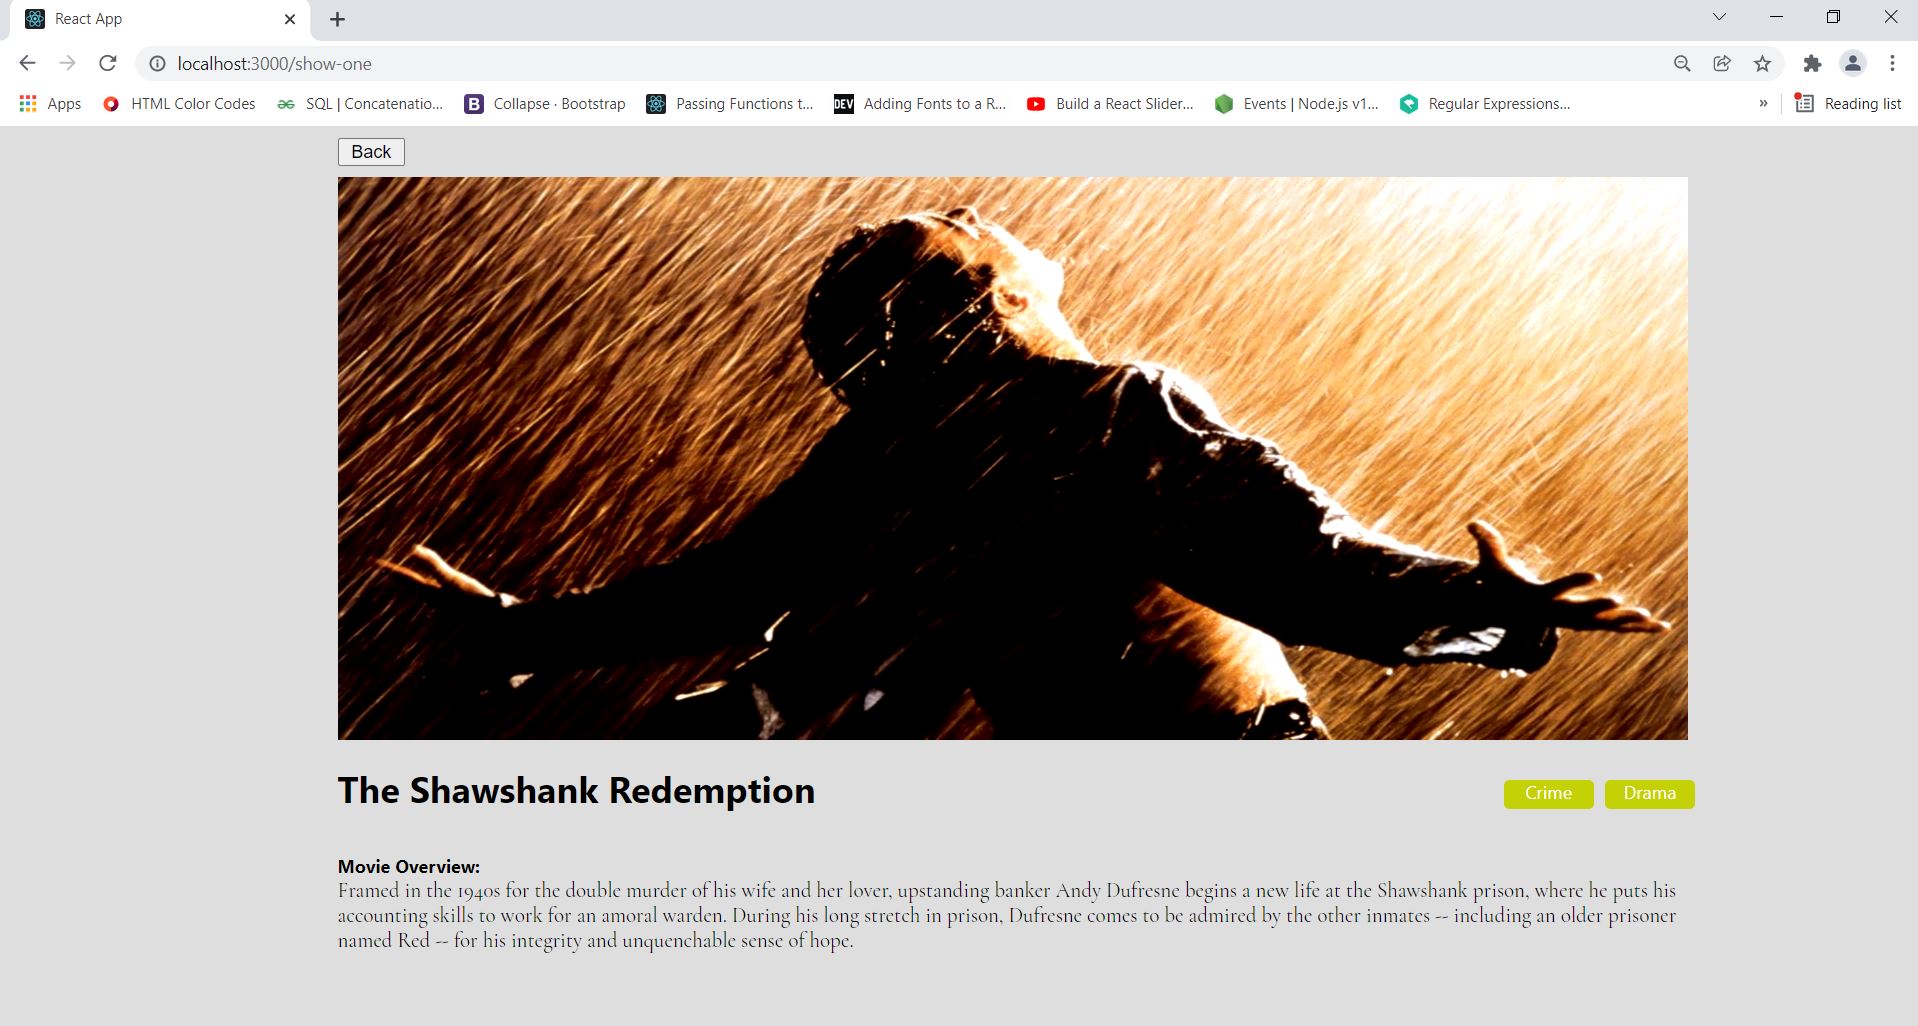 React App
localhost:3000/show-one
Apps HTML Color Codes SQL | Concatenatio... B Collapse · Bootstrap Passing Functions t... DEV Adding Fonts to a R... Build a React Slider... Events | Node.js v1... Regular Expressions... » Reading list
Back
The Shawshank Redemption Crime Drama
Movie Overview:
Framed in the 1940s for the double murder of his wife and her lover, upstanding banker Andy Dufresne begins a new life at the Shawshank prison, where he puts his
accounting skills to work for an amoral warden. During his long stretch in prison, Dufresne comes to be admired by the other inmates -- including an older prisoner
named Red -- for his integrity and unquenchable sense of hope.